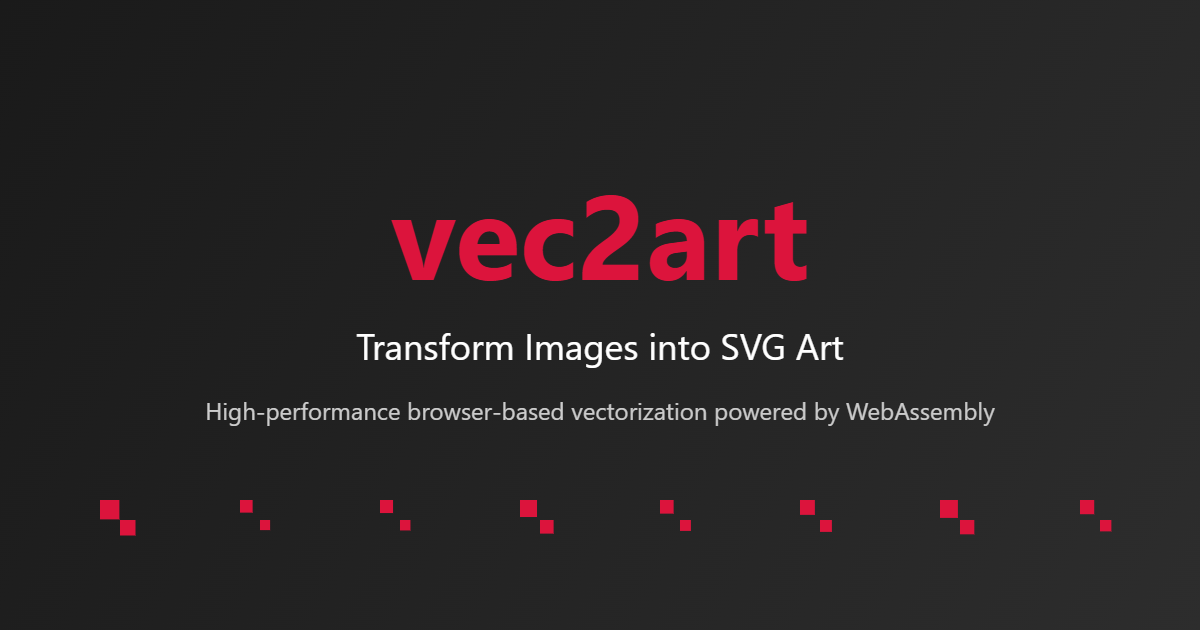 vec2art
Transform Images into SVG Art
High-performance browser-based vectorization powered by WebAssembly